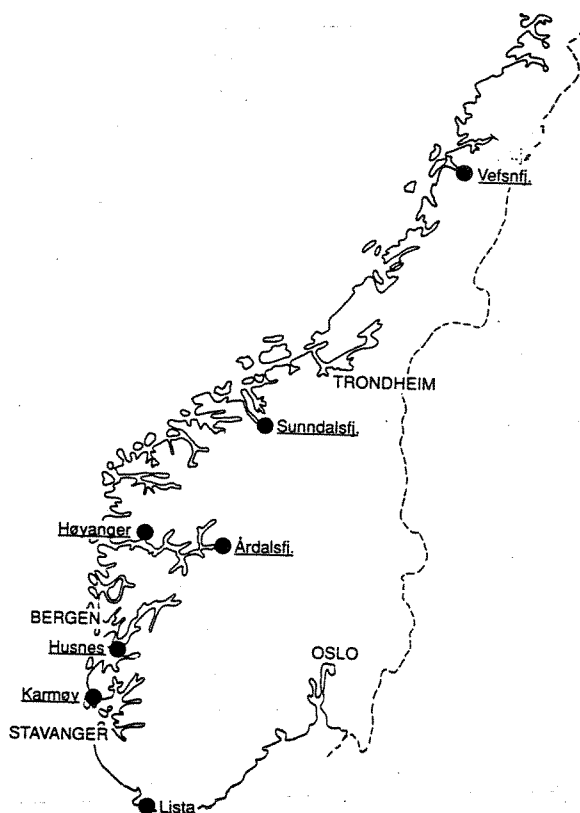 Vefsnfj.
TRONDHEIM
Sunndalsfj.
Høyanger
Årdalsfj.
BERGEN
Husnes
OSLO
Karmøy
STAVANGER
Lista